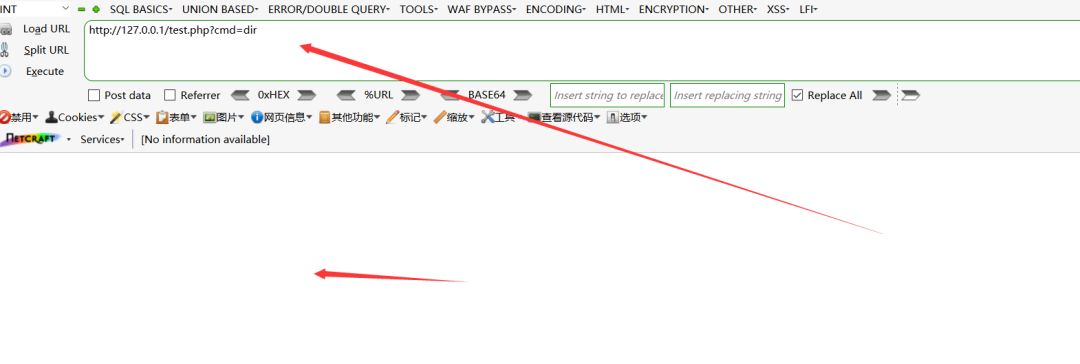 INT SQL BASICS UNION BASED ERROR/DOUBLE QUERY TOOLS WAF BYPASS ENCODING HTML ENCRYPTION OTHER XSS LFI
Load URL http://127.0.0.1/test.php?cmd=dir
Split URL
Execute
Post data Referrer 0xHEX %URL BASE64 Insert string to replace Insert replacing string Replace All
禁用 Cookies CSS 表单 图片 网页信息 其他功能 标记 缩放 工具 查看源代码 选项
NETCRAFT Services [No information available]